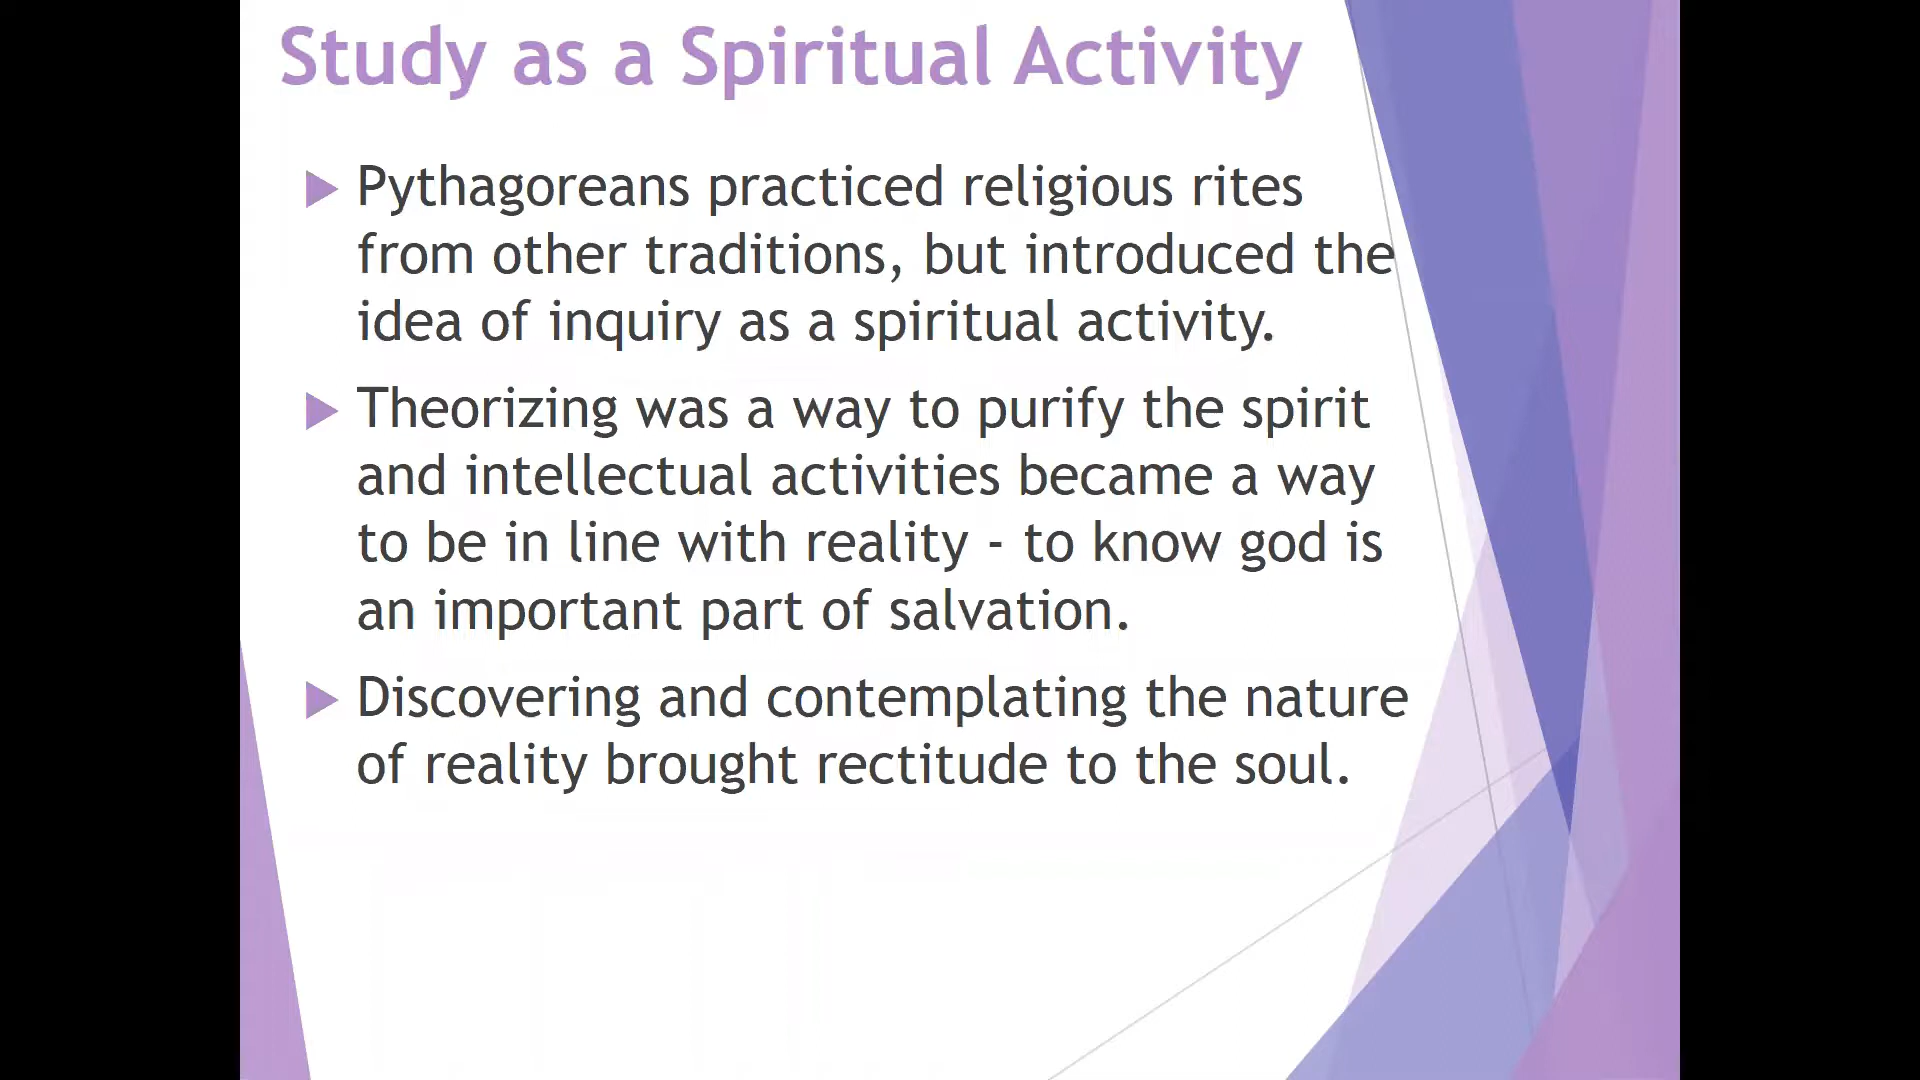 Study as a Spiritual Activity
Pythagoreans practiced religious rites
from other traditions, but introduced the
idea of inquiry as a spiritual activity.
Theorizing was a way to purify the spirit
and intellectual activities became a way
to be in line with reality - to know god is
an important part of salvation.
Discovering and contemplating the nature
of reality brought rectitude to the soul.